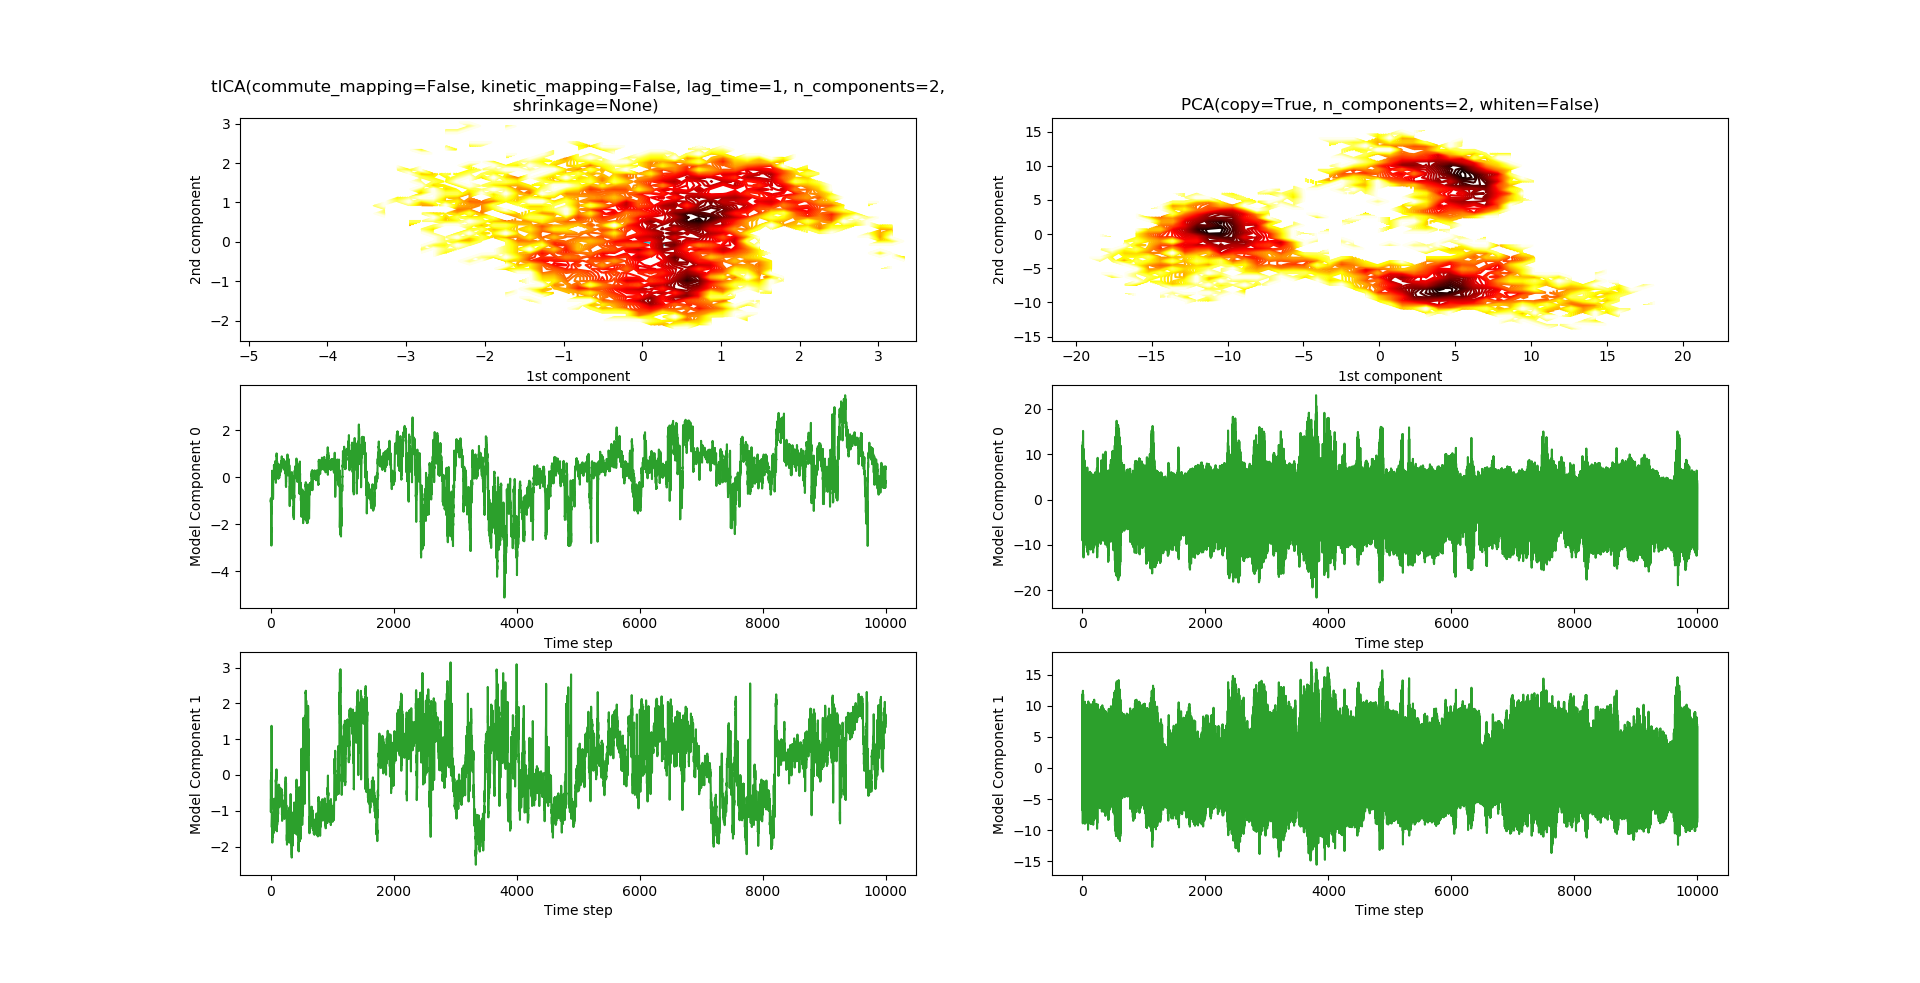 tICA(commute_mapping=False, kinetic_mapping=False, lag_time=1, n_components=2,
shrinkage=None)
PCA(copy=True, n_components=2, whiten=False)
3
2
1
0
−1
−2
2nd component
−5 −4 −3 −2 −1 0 1 2 3
1st component
15
10
5
0
−5
−10
−15
2nd component
−20 −15 −10 −5 0 5 10 15 20
1st component
2
0
−2
−4
Model Component 0
0 2000 4000 6000 8000 10000
Time step
20
10
0
−10
−20
Model Component 0
0 2000 4000 6000 8000 10000
Time step
3
2
1
0
−1
−2
Model Component 1
0 2000 4000 6000 8000 10000
Time step
15
10
5
0
−5
−10
−15
Model Component 1
0 2000 4000 6000 8000 10000
Time step